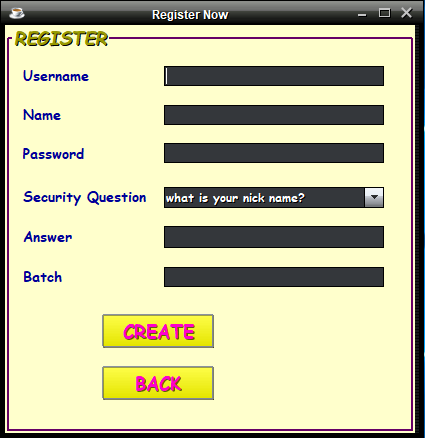 Register Now
REGISTER
Username
Name
Password
Security Question what is your nick name?
Answer
Batch
CREATE
BACK